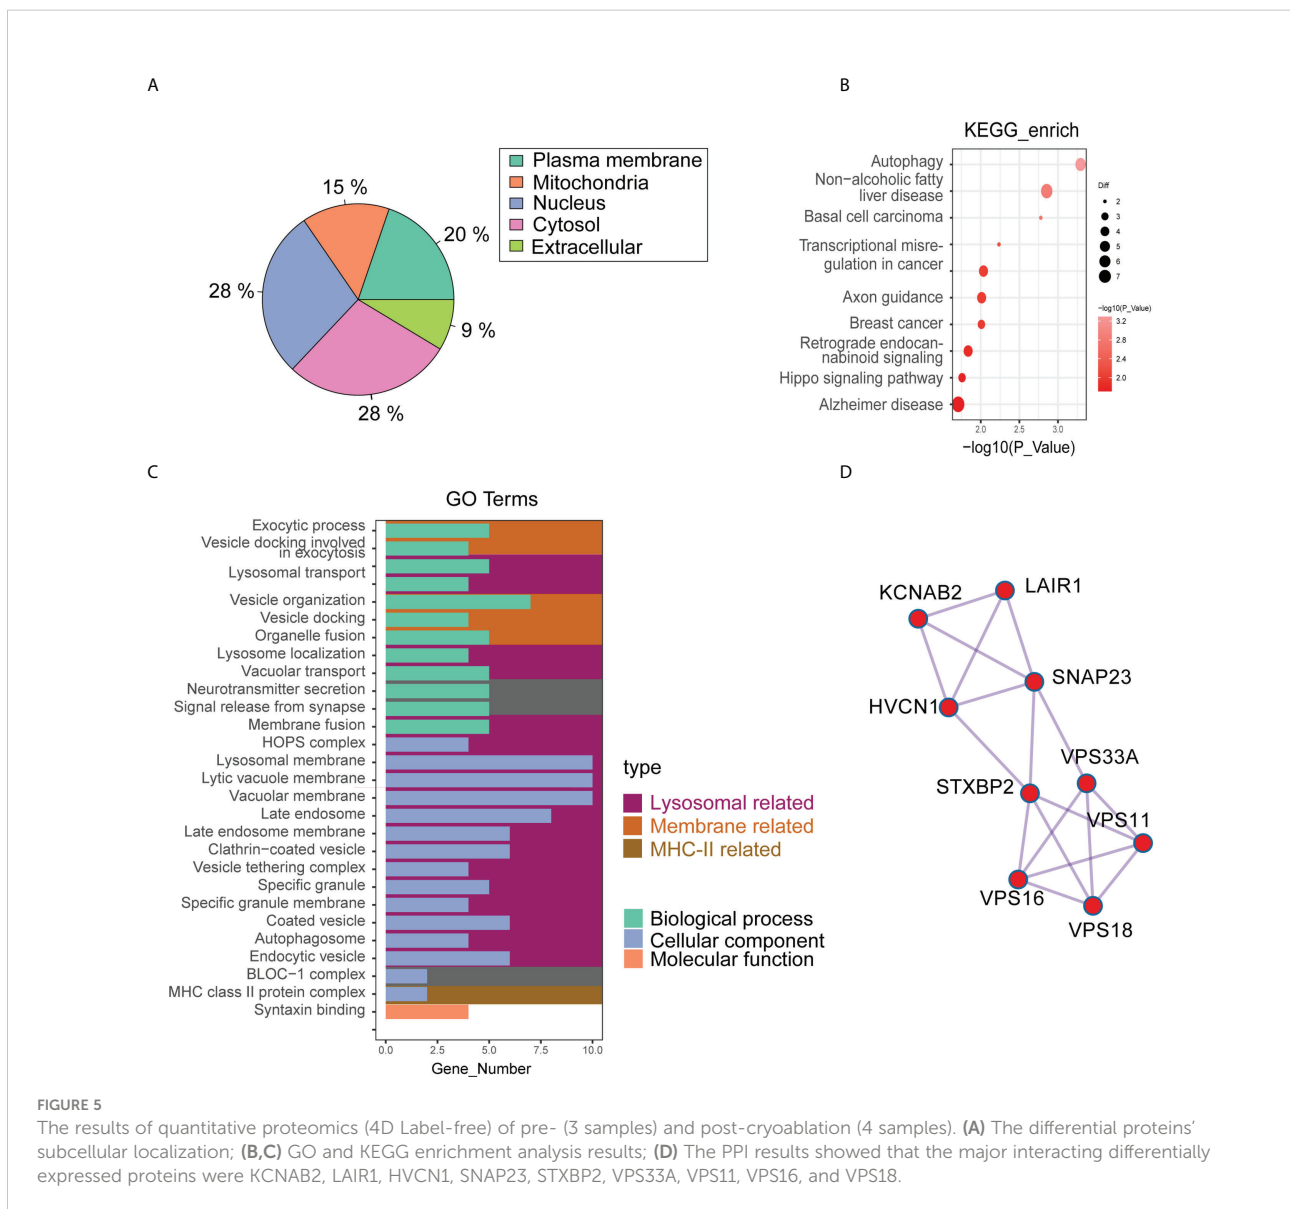 A
Plasma membrane
Mitochondria
Nucleus
Cytosol
Extracellular
15 %
20 %
28 %
9 %
28 %
B
KEGG_enrich
Autophagy
Non−alcoholic fatty
liver disease
Basal cell carcinoma
Transcriptional misre-
gulation in cancer
Axon guidance
Breast cancer
Retrograde endocan-
nabinoid signaling
Hippo signaling pathway
Alzheimer disease
2.0
2.5
3.0
−log10(P_Value)
Diff
2
3
4
5
6
7
−log10(P_Value)
3.2
2.8
2.4
2.0
C
GO Terms
Exocytic process
Vesicle docking involved
in exocytosis
Lysosomal transport
Vesicle organization
Vesicle docking
Organelle fusion
Lysosome localization
Vacuolar transport
Neurotransmitter secretion
Signal release from synapse
Membrane fusion
HOPS complex
Lysosomal membrane
Lytic vacuole membrane
Vacuolar membrane
Late endosome
Late endosome membrane
Clathrin−coated vesicle
Vesicle tethering complex
Specific granule
Specific granule membrane
Coated vesicle
Autophagosome
Endocytic vesicle
BLOC−1 complex
MHC class II protein complex
Syntaxin binding
0.0
2.5
5.0
7.5
10.0
Gene_Number
type
Lysosomal related
Membrane related
MHC-II related
Biological process
Cellular component
Molecular function
D
KCNAB2
LAIR1
SNAP23
HVCN1
VPS33A
STXBP2
VPS11
VPS16
VPS18
FIGURE 5
The results of quantitative proteomics (4D Label-free) of pre- (3 samples) and post-cryoablation (4 samples). (A) The differential proteins’
subcellular localization; (B,C) GO and KEGG enrichment analysis results; (D) The PPI results showed that the major interacting differentially
expressed proteins were KCNAB2, LAIR1, HVCN1, SNAP23, STXBP2, VPS33A, VPS11, VPS16, and VPS18.